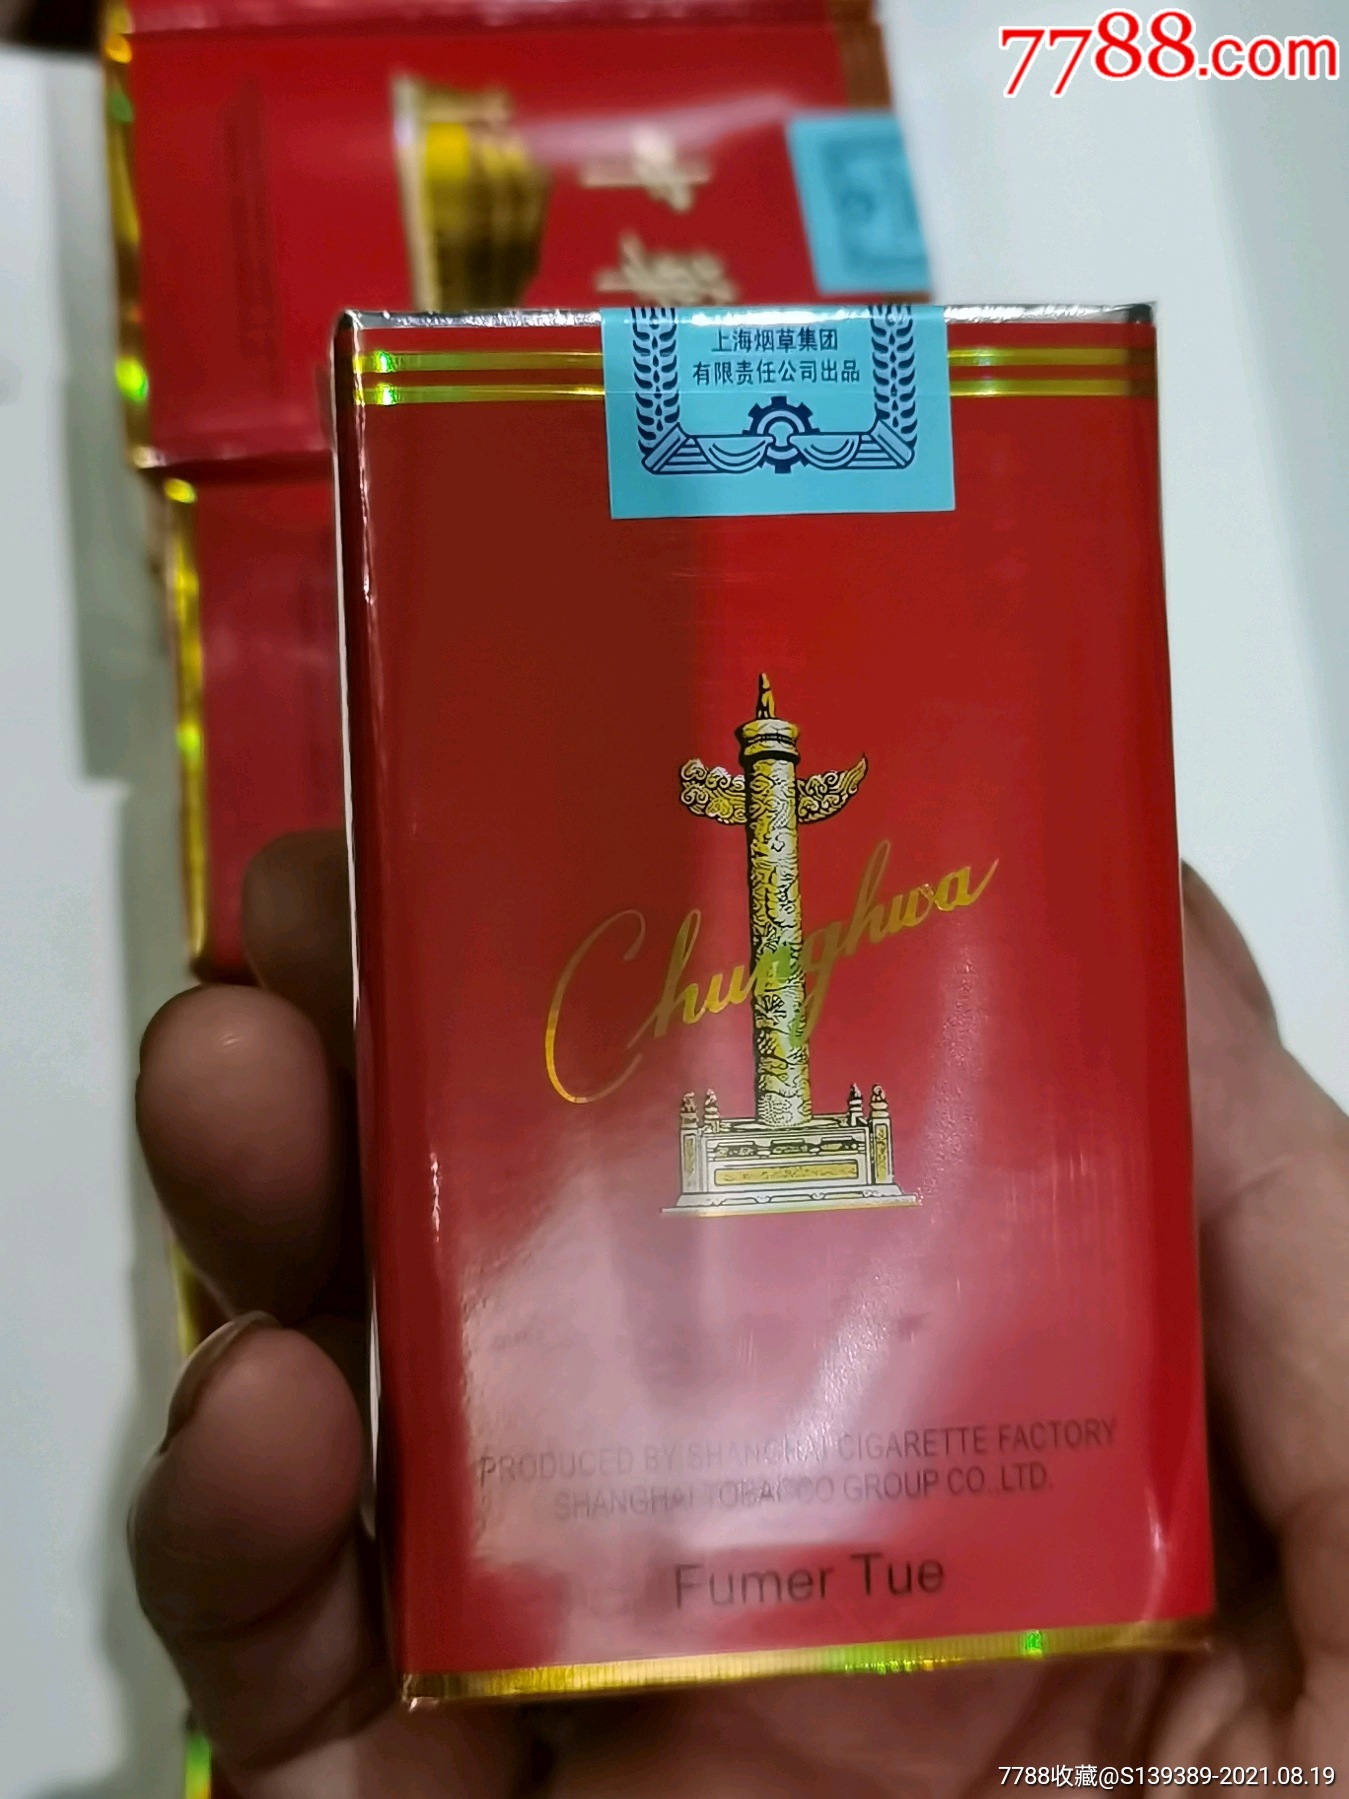 7788.com
上海烟草集团
有限责任公司出品
Chunghwa
PRODUCED BY SHANGHAI CIGARETTE FACTORY
SHANGHAI TOBACCO GROUP CO.,LTD.
Fumer Tue
7788收藏@S139389-2021.08.19